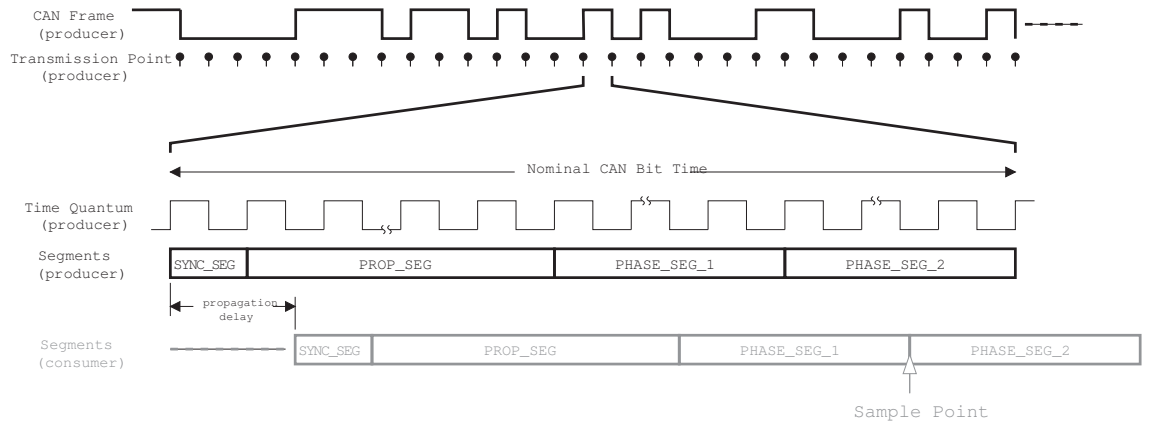 CAN Frame
(producer)
Transmission Point
(producer)
Nominal CAN Bit Time
Time Quantum
(producer)
Segments
(producer)
SYNC_SEG
PROP_SEG
PHASE_SEG_1
PHASE_SEG_2
propagation
delay
Segments
(consumer)
SYNC_SEG
PROP_SEG
PHASE_SEG_1
PHASE_SEG_2
Sample Point